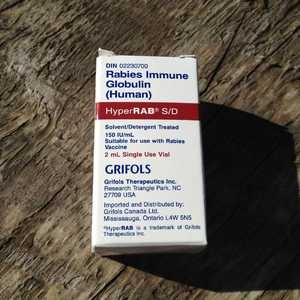 DIN 02230700
Rabies Immune
Globulin
(Human)
HyperRAB® S/D
Solvent/Detergent Treated
150 IU/mL
Suitable for use with Rabies
Vaccine
2 mL Single Use Vial
GRIFOLS
Grifols Therapeutics Inc.
Research Triangle Park, NC
27709 USA
Imported and Distributed by:
Grifols Canada Ltd.
Mississauga, Ontario L4W 5N5
*HyperRAB is a trademark of Grifols
Therapeutics Inc.